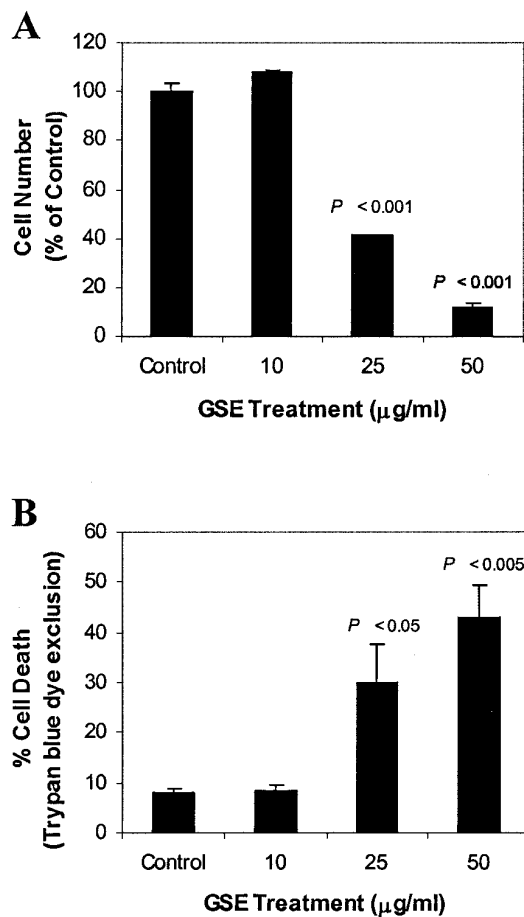 A
Cell Number
(% of Control)
120
100
80
60
40
20
0
P < 0.001
P < 0.001
Control 10 25 50
GSE Treatment (µg/ml)
B
% Cell Death
(Trypan blue dye exclusion)
60
50
40
30
20
10
0
P < 0.005
P < 0.05
Control 10 25 50
GSE Treatment (µg/ml)